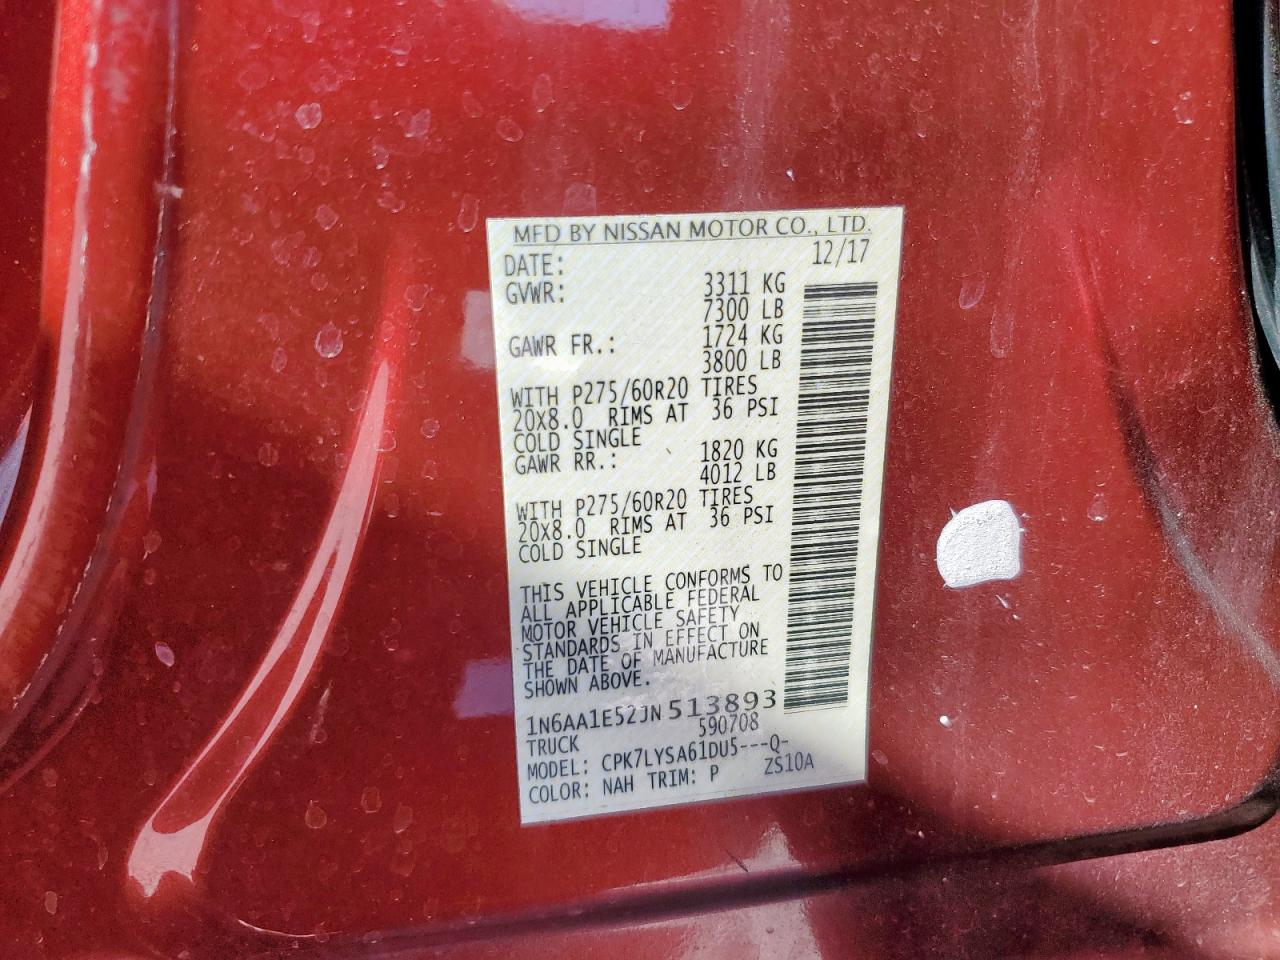 MFD BY NISSAN MOTOR CO., LTD.
DATE: 12/17
GVWR: 3311 KG
7300 LB
GAWR FR.: 1724 KG
3800 LB
WITH P275/60R20 TIRES
20X8.0 RIMS AT 36 PSI
COLD SINGLE
GAWR RR.: 1820 KG
4012 LB
WITH P275/60R20 TIRES
20X8.0 RIMS AT 36 PSI
COLD SINGLE
THIS VEHICLE CONFORMS TO
ALL APPLICABLE FEDERAL
MOTOR VEHICLE SAFETY
STANDARDS IN EFFECT ON
THE DATE OF MANUFACTURE
SHOWN ABOVE.
1N6AA1E52JN513893
TRUCK 590708
MODEL: CPK7LYSA61DU5---Q-
COLOR: NAH TRIM: P ZS10A